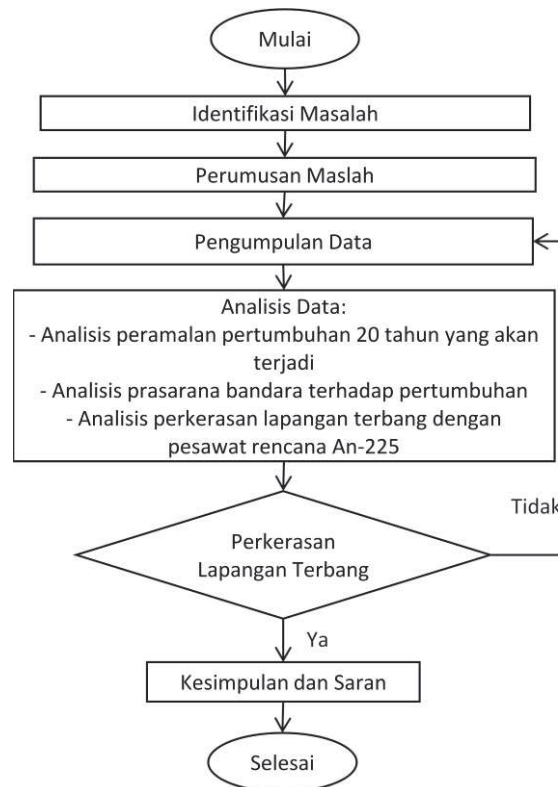 Mulai
Identifikasi Masalah
Perumusan Maslah
Pengumpulan Data
Analisis Data:
- Analisis peramalan pertumbuhan 20 tahun yang akan
terjadi
- Analisis prasarana bandara terhadap pertumbuhan
- Analisis perkerasan lapangan terbang dengan
pesawat rencana An-225
Tidak
Perkerasan
Lapangan Terbang
Ya
Kesimpulan dan Saran
Selesai